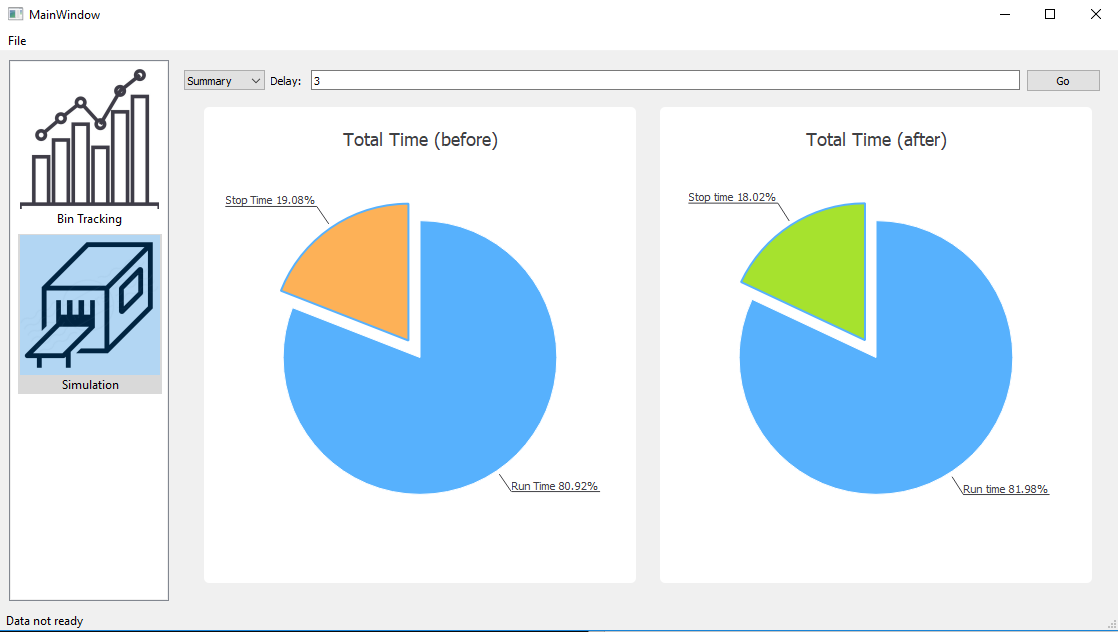 MainWindow
File
Bin Tracking
Simulation
Summary Delay: 3 Go
Total Time (before)
Stop Time 19.08%
Run Time 80.92%
Total Time (after)
Stop time 18.02%
Run time 81.98%
Data not ready